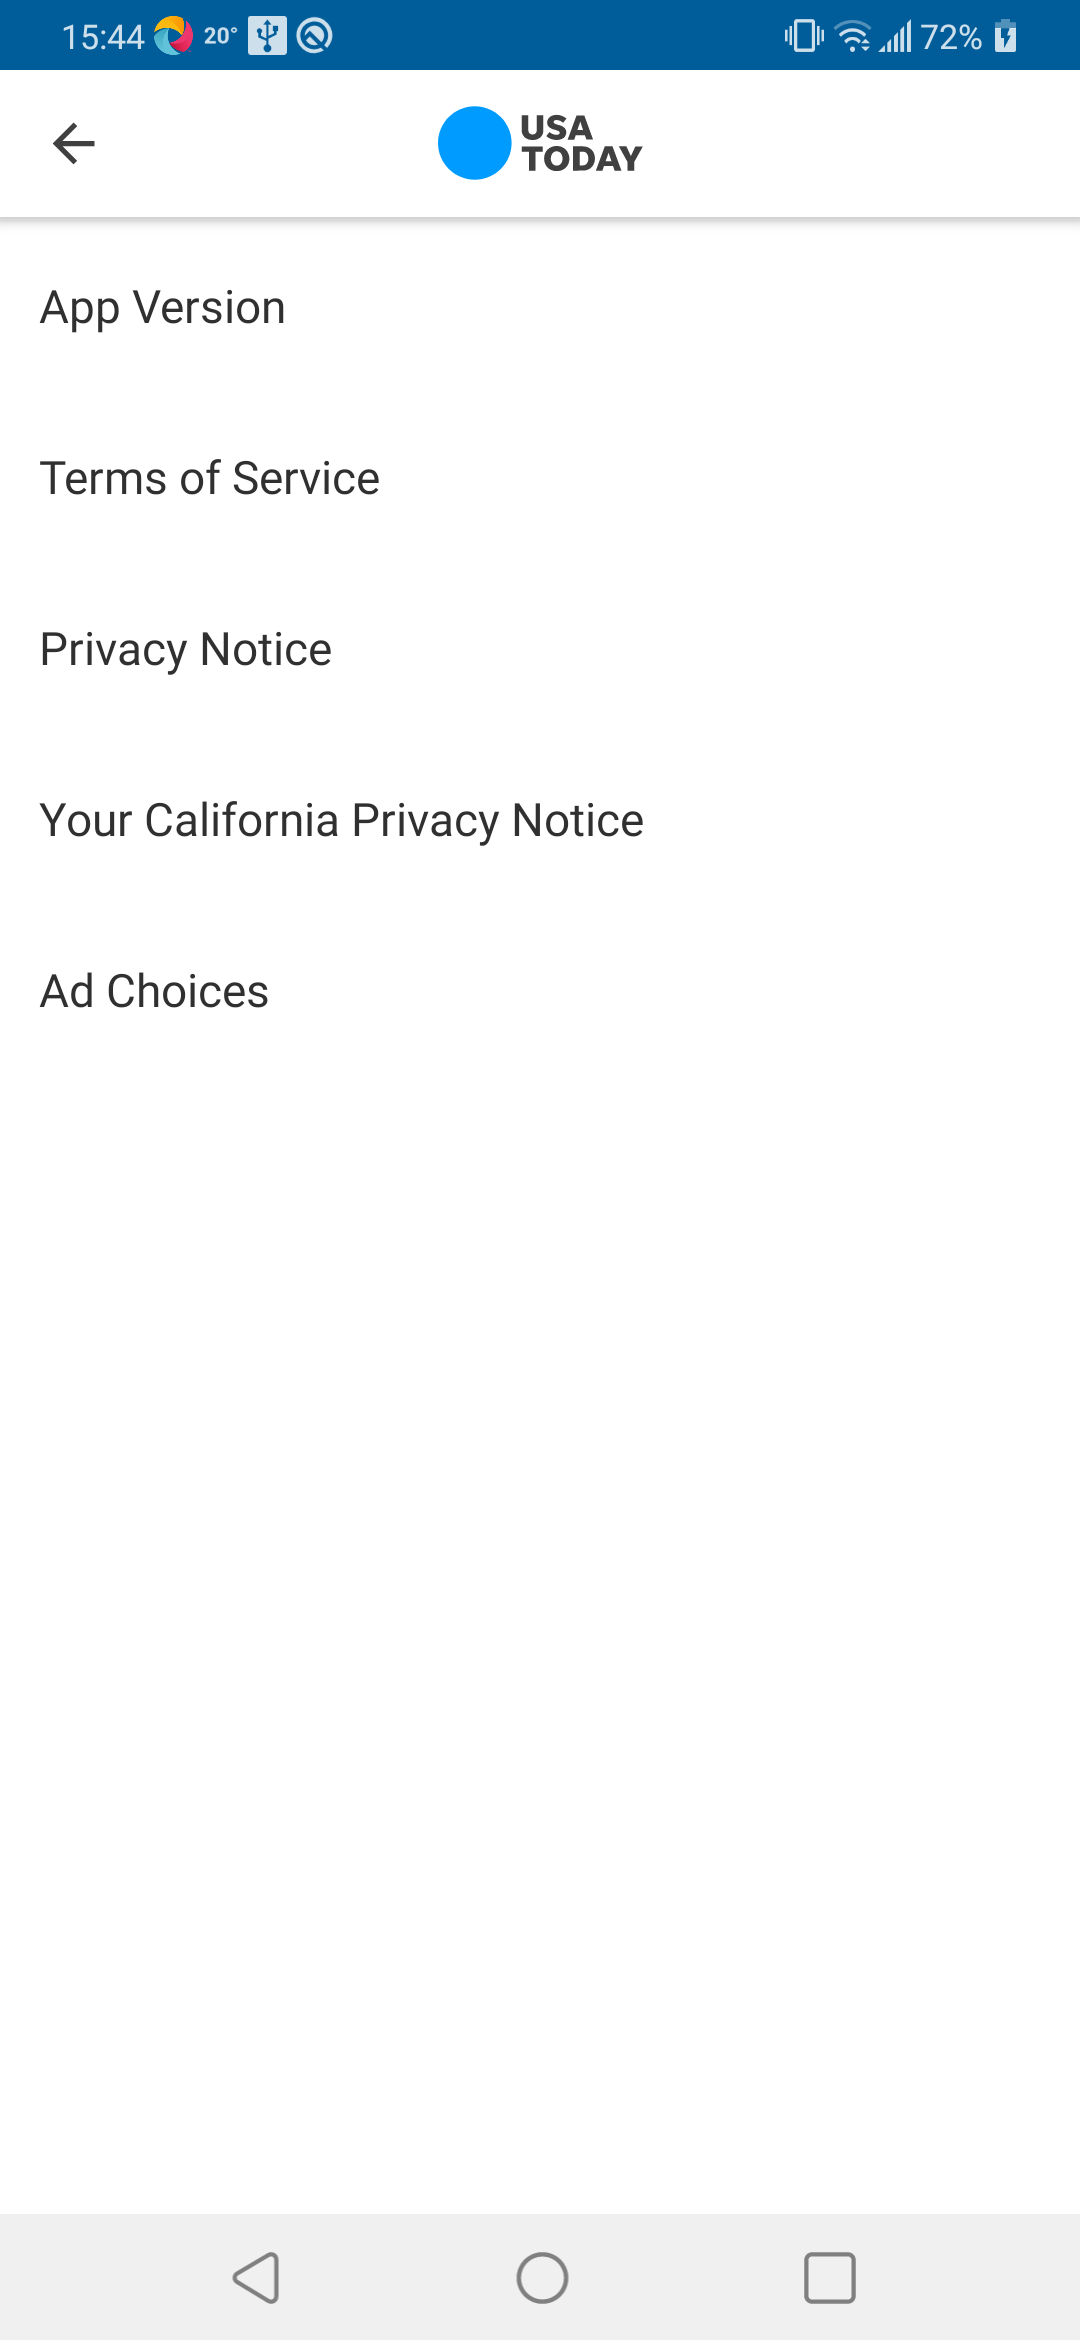 15:44 20° 72%
USA
TODAY
App Version
Terms of Service
Privacy Notice
Your California Privacy Notice
Ad Choices